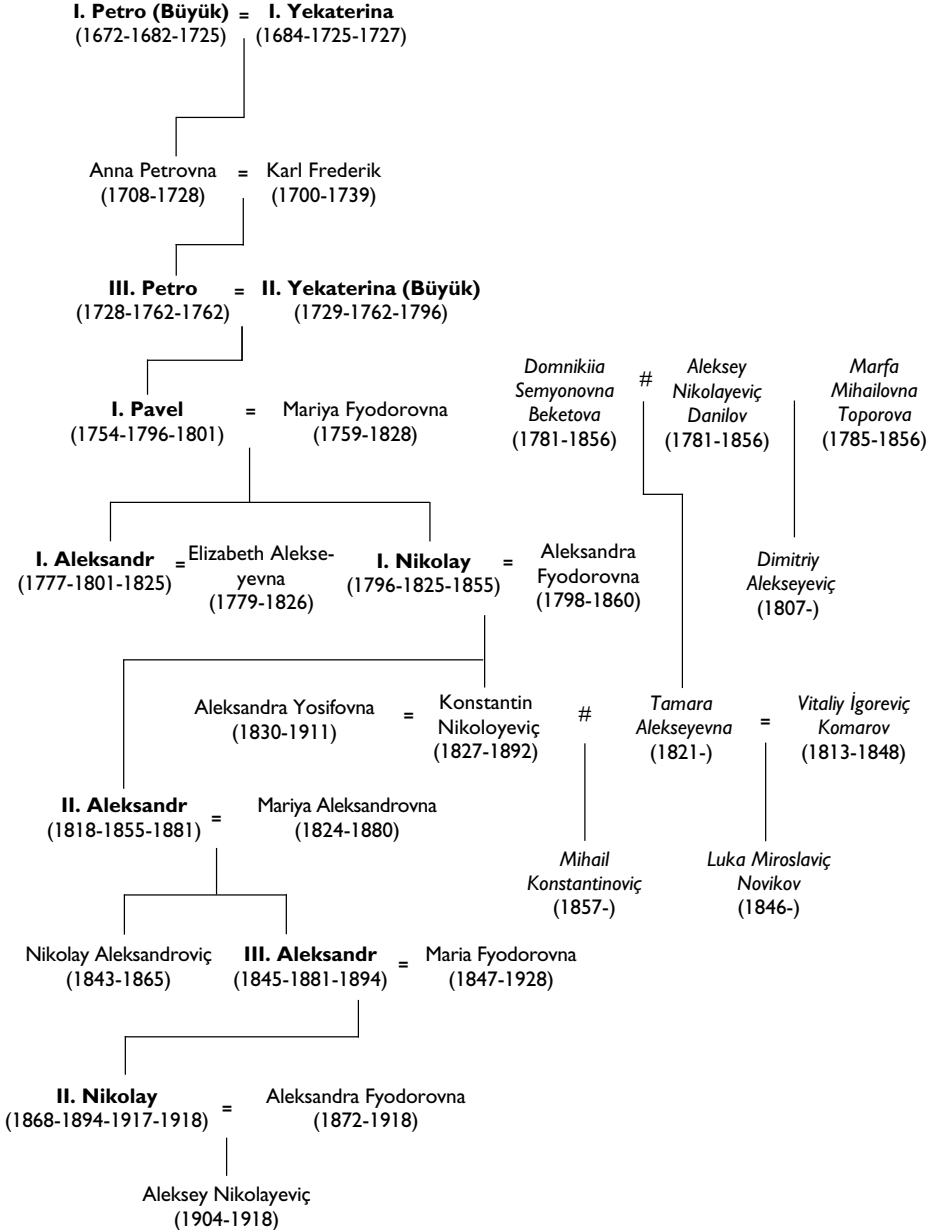 I. Petro (Büyük) = I. Yekaterina
(1672-1682-1725) (1684-1725-1727)
Anna Petrovna = Karl Frederik
(1708-1728) (1700-1739)
III. Petro = II. Yekaterina (Büyük)
(1728-1762-1762) (1729-1762-1796)
Domnikiia
Semyonovna
Beketova
(1781-1856)
#
Aleksey
Nikolayeviç
Danilov
(1781-1856)
Marfa
Mihailovna
Toporova
(1785-1856)
I. Pavel = Mariya Fyodorovna
(1754-1796-1801) (1759-1828)
I. Aleksandr
(1777-1801-1825)
=
Elizabeth Alekse-
yevna
(1779-1826)
I. Nikolay
(1796-1825-1855)
=
Aleksandra
Fyodorovna
(1798-1860)
Dimitriy
Alekseyeviç
(1807-)
Aleksandra Yosifovna
(1830-1911)
=
Konstantin
Nikoloyeviç
(1827-1892)
#
Tamara
Alekseyevna
(1821-)
=
Vitaliy İgoreviç
Komarov
(1813-1848)
II. Aleksandr
(1818-1855-1881)
=
Mariya Aleksandrovna
(1824-1880)
Mihail
Konstantinoviç
(1857-)
Luka Miroslaviç
Novikov
(1846-)
Nikolay Aleksandroviç
(1843-1865)
III. Aleksandr
(1845-1881-1894)
=
Maria Fyodorovna
(1847-1928)
II. Nikolay
(1868-1894-1917-1918)
=
Aleksandra Fyodorovna
(1872-1918)
Aleksey Nikolayeviç
(1904-1918)